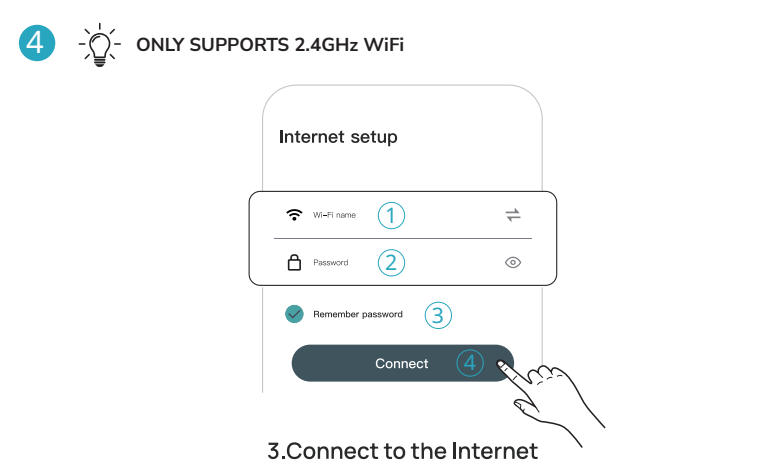 4 ONLY SUPPORTS 2.4GHz WiFi
Internet setup
Wi-Fi name 1
Password 2
Remember password 3
Connect 4
3.Connect to the Internet